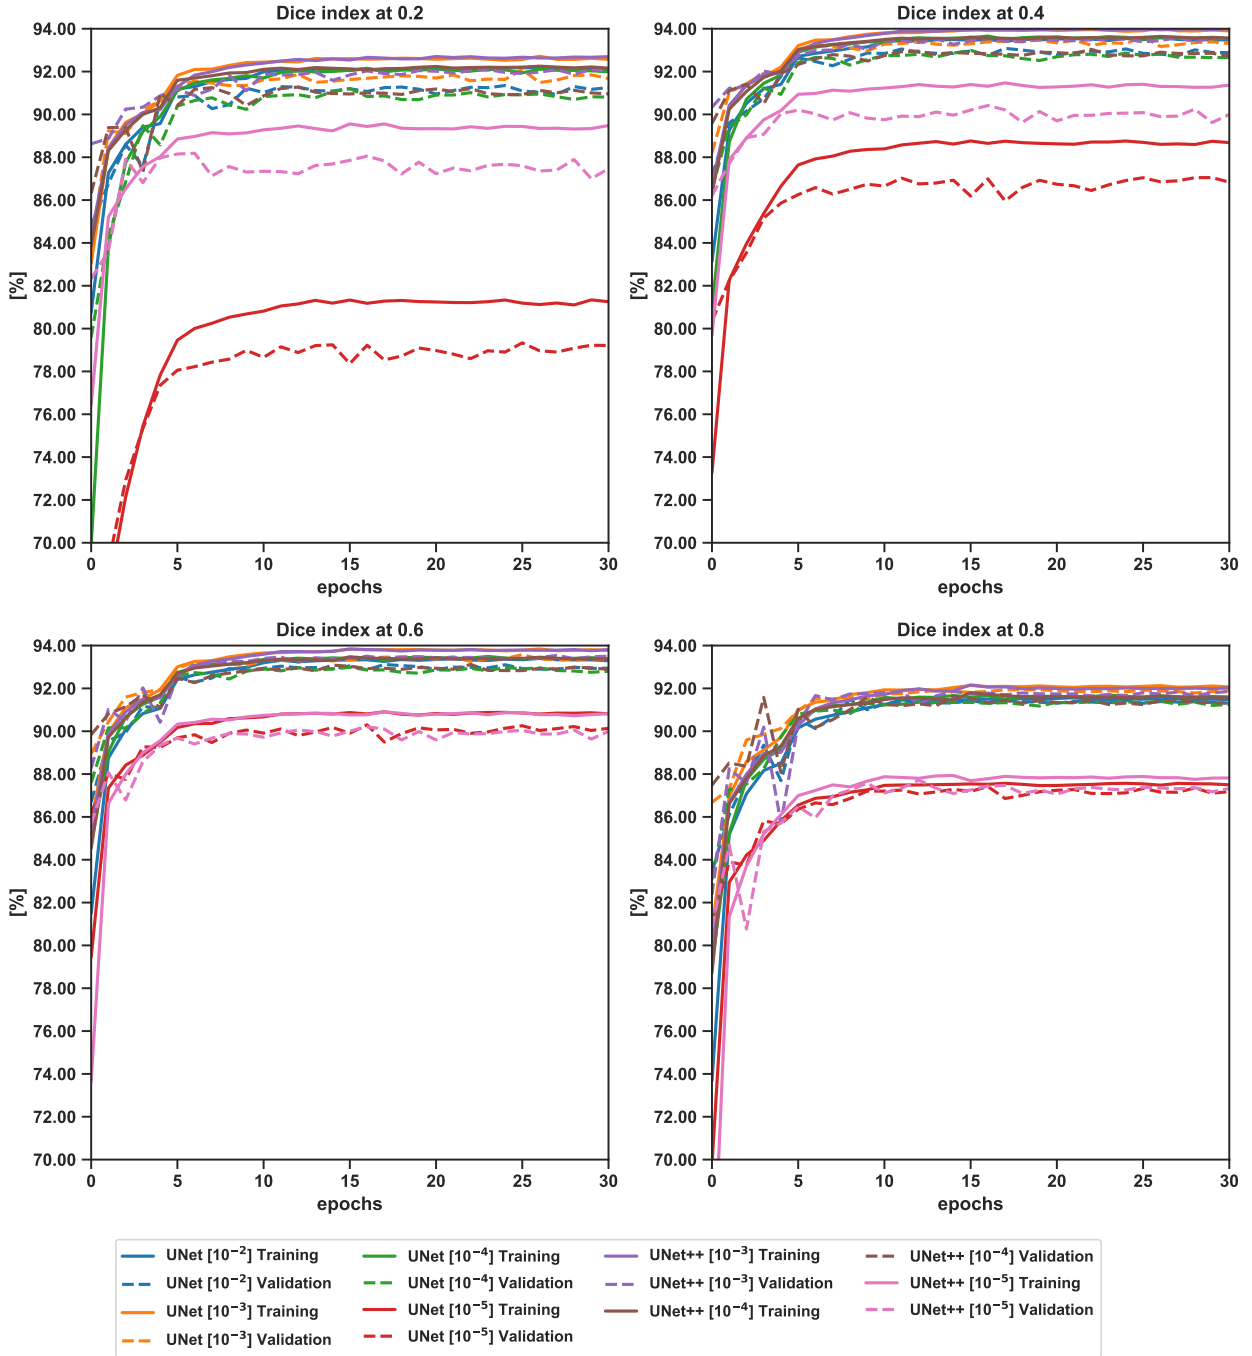 Dice index at 0.2
94.00
92.00
90.00
88.00
86.00
84.00
82.00
80.00
78.00
76.00
74.00
72.00
70.00
[%]
0 5 10 15 20 25 30
epochs
Dice index at 0.4
94.00
92.00
90.00
88.00
86.00
84.00
82.00
80.00
78.00
76.00
74.00
72.00
70.00
[%]
0 5 10 15 20 25 30
epochs
Dice index at 0.6
94.00
92.00
90.00
88.00
86.00
84.00
82.00
80.00
78.00
76.00
74.00
72.00
70.00
[%]
0 5 10 15 20 25 30
epochs
Dice index at 0.8
94.00
92.00
90.00
88.00
86.00
84.00
82.00
80.00
78.00
76.00
74.00
72.00
70.00
[%]
0 5 10 15 20 25 30
epochs
UNet [10⁻²] Training
UNet [10⁻²] Validation
UNet [10⁻³] Training
UNet [10⁻³] Validation
UNet [10⁻⁴] Training
UNet [10⁻⁴] Validation
UNet [10⁻⁵] Training
UNet [10⁻⁵] Validation
UNet++ [10⁻³] Training
UNet++ [10⁻³] Validation
UNet++ [10⁻⁴] Training
UNet++ [10⁻⁴] Validation
UNet++ [10⁻⁵] Training
UNet++ [10⁻⁵] Validation